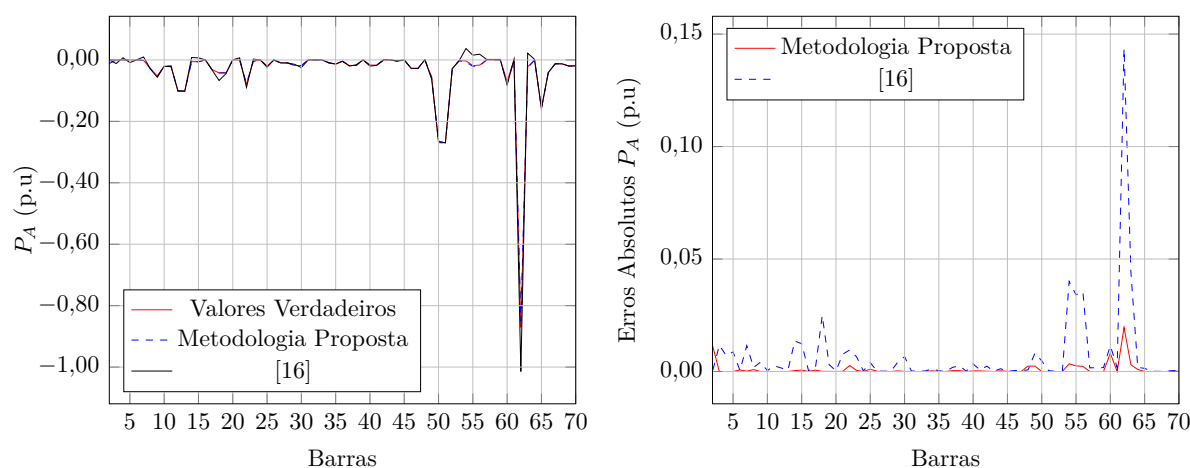 0,00
−0,20
−0,40
−0,60
−0,80
−1,00
P_A (p.u)
Valores Verdadeiros
Metodologia Proposta
[16]
5 10 15 20 25 30 35 40 45 50 55 60 65 70
Barras
0,15
0,10
0,05
0,00
Erros Absolutos P_A (p.u)
Metodologia Proposta
[16]
5 10 15 20 25 30 35 40 45 50 55 60 65 70
Barras